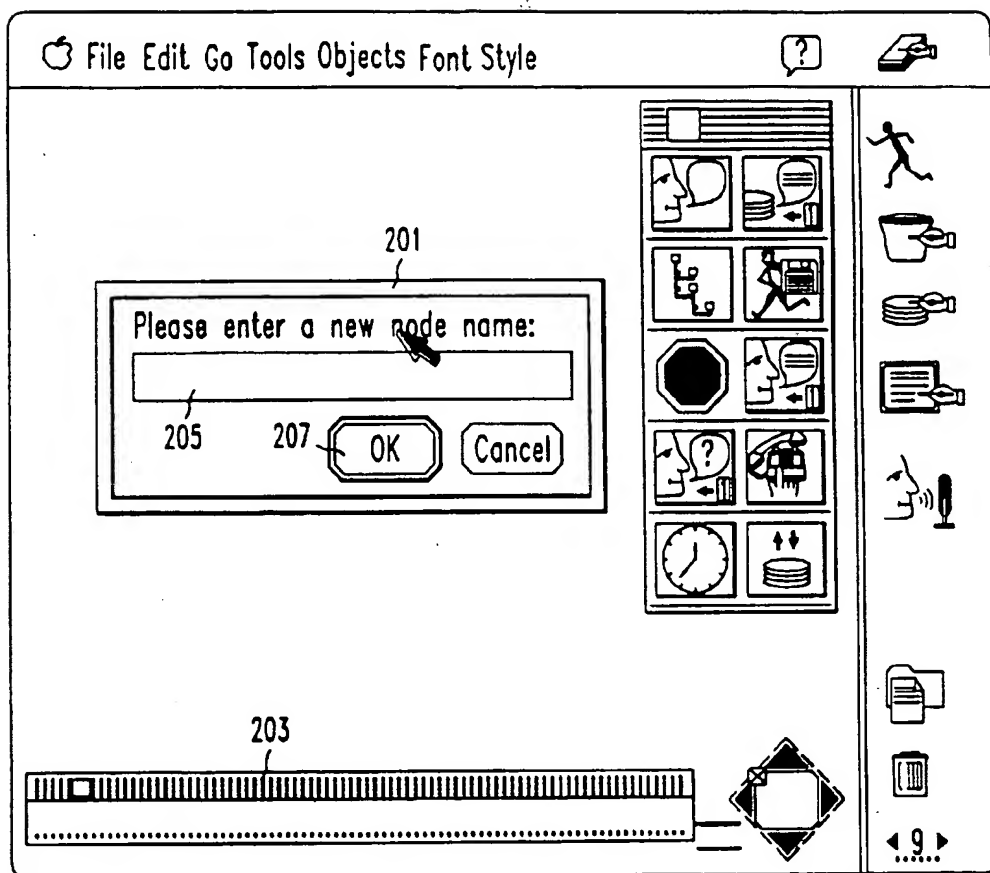 File Edit Go Tools Objects Font Style ?
201
Please enter a new node name:
205 207 OK Cancel
?
203
9